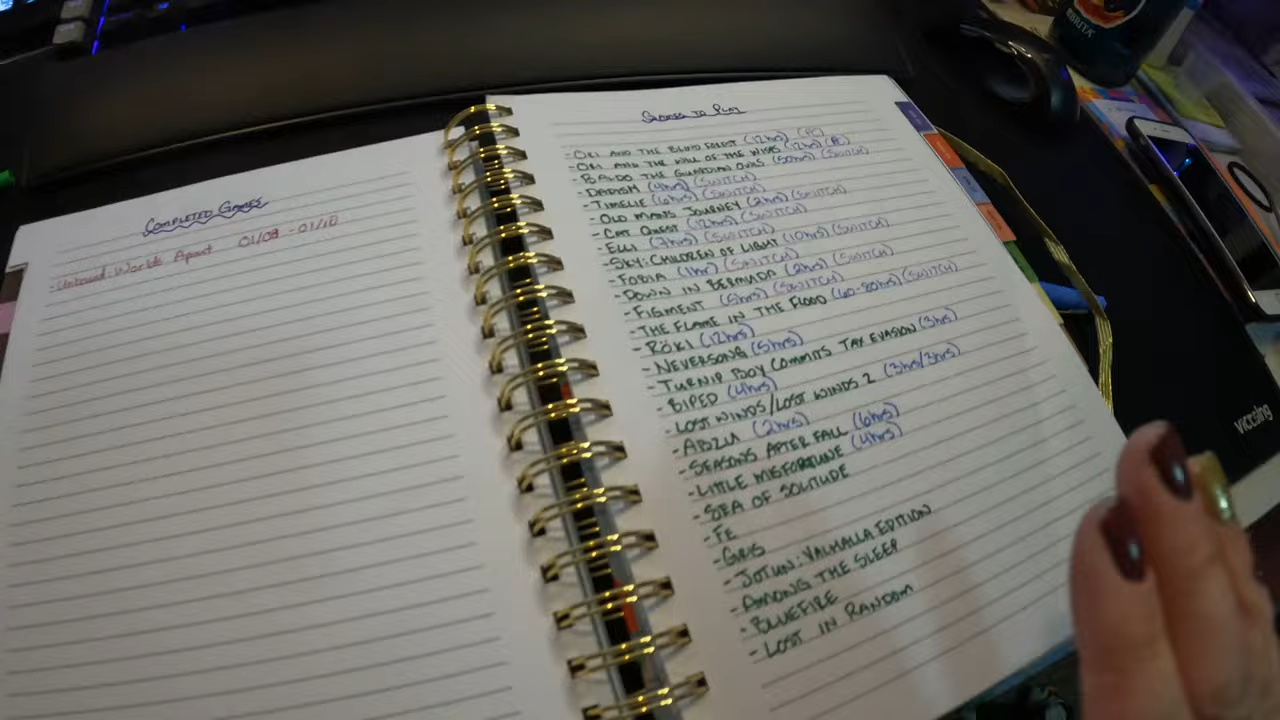 COMPLETED GAMES
- Unbound: Worlds Apart 01/09 - 01/10
GAMES TO PLAY
- ORI AND THE BLIND FOREST (12hrs) (PC)
- ORI AND THE WILL OF THE WISPS (12hrs) (PC)
- BALDO THE GUARDIAN OWLS (50hrs) (SWITCH)
- DADISH (4hrs) (SWITCH)
- TIMELIE (6hrs) (SWITCH)
- OLD MANS JOURNEY (2hrs) (SWITCH)
- CAT QUEST (12hrs) (SWITCH)
- ELLI (7hrs) (SWITCH)
- SKY: CHILDREN OF LIGHT (10hrs) (SWITCH)
- FOBIA (1hr) (SWITCH)
- DOWN IN BERMUDA (2hrs) (SWITCH)
- FIGMENT (5hrs) (SWITCH)
- THE FLAME IN THE FLOOD (60-80hrs) (SWITCH)
- RÖKI (12hrs)
- NEVERSONG (5hrs)
- TURNIP BOY COMMITS TAX EVASION (3hrs)
- BIPED (4hrs)
- LOST WINDS/LOST WINDS 2 (3hrs/3hrs)
- ABZU (2hrs)
- SEASONS AFTER FALL (6hrs)
- LITTLE MISFORTUNE (4hrs)
- SEA OF SOLITUDE
- FE
- GRIS
- JOTUN: VALHALLA EDITION
- AMONG THE SLEEP
- BLUEFIRE
- LOST IN RANDOM
BRITA
victsing